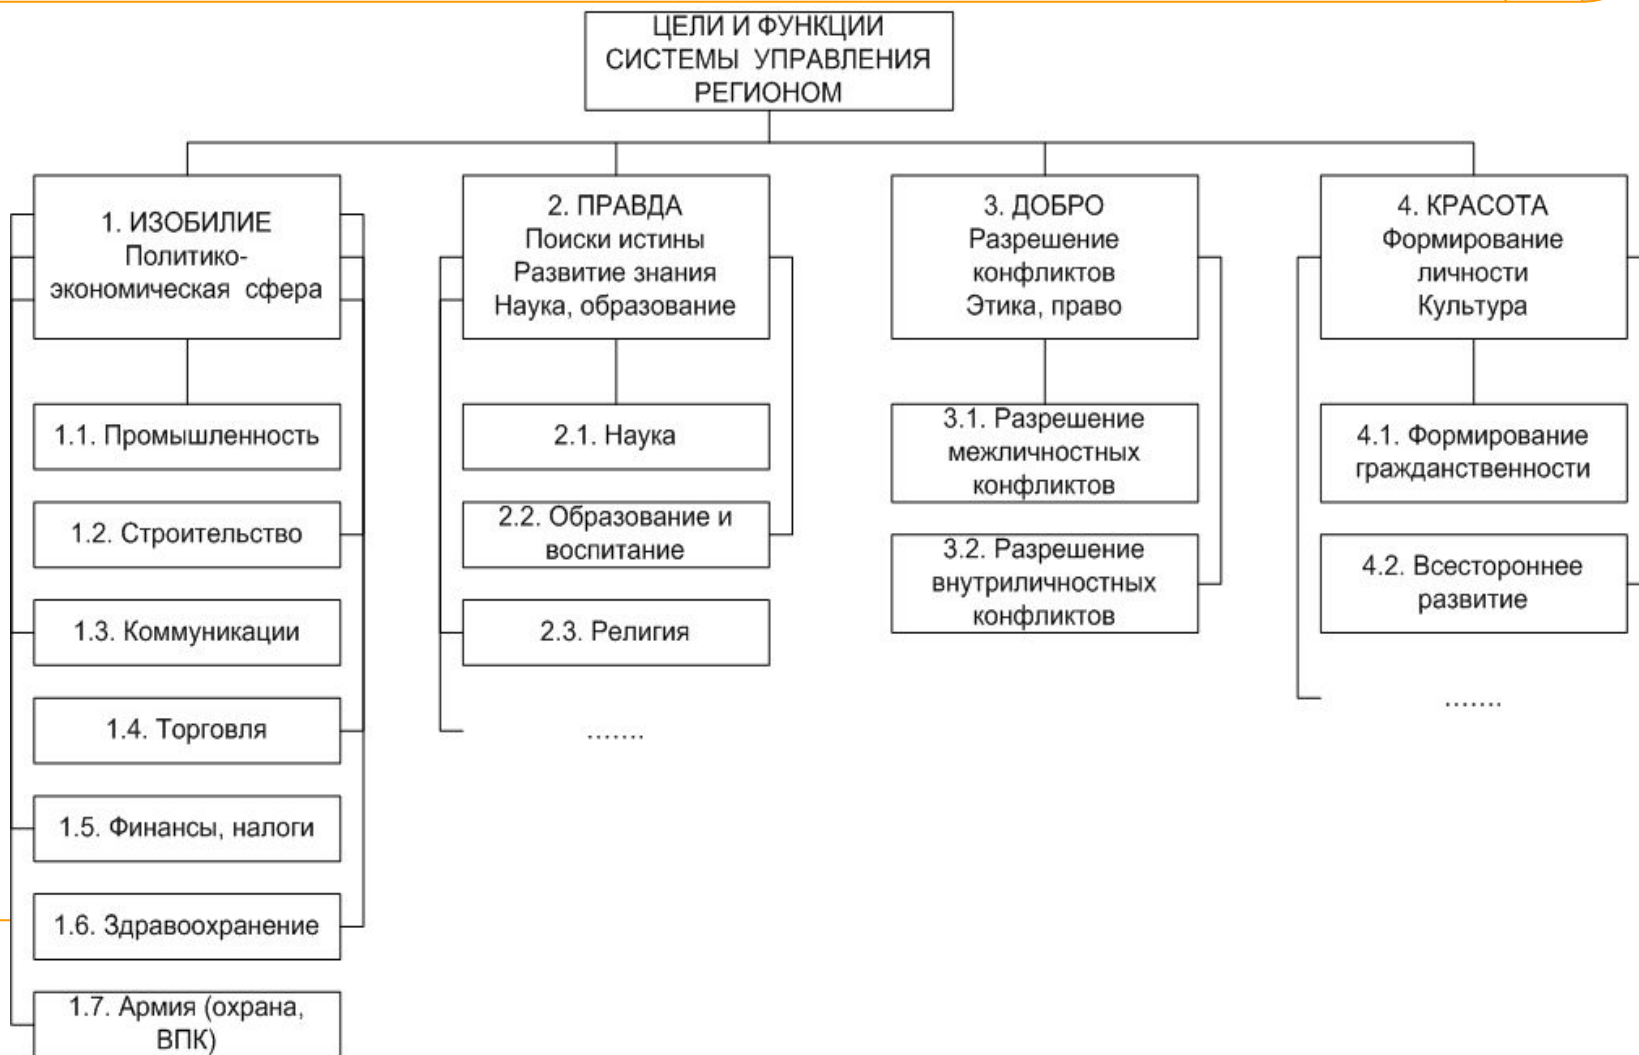 ЦЕЛИ И ФУНКЦИИ
СИСТЕМЫ УПРАВЛЕНИЯ
РЕГИОНОМ
1. ИЗОБИЛИЕ
Политико-
экономическая сфера
1.1. Промышленность
1.2. Строительство
1.3. Коммуникации
1.4. Торговля
1.5. Финансы, налоги
1.6. Здравоохранение
1.7. Армия (охрана,
ВПК)
2. ПРАВДА
Поиски истины
Развитие знания
Наука, образование
2.1. Наука
2.2. Образование и
воспитание
2.3. Религия
.......
3. ДОБРО
Разрешение
конфликтов
Этика, право
3.1. Разрешение
межличностных
конфликтов
3.2. Разрешение
внутриличностных
конфликтов
4. КРАСОТА
Формирование
личности
Культура
4.1. Формирование
гражданственности
4.2. Всестороннее
развитие
.......